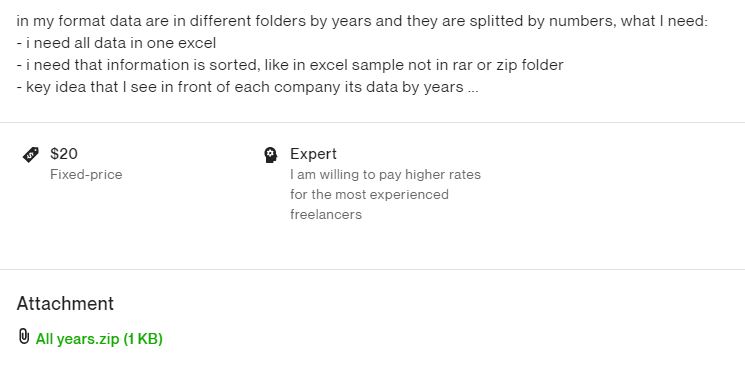 in my format data are in different folders by years and they are splitted by numbers, what I need:
- i need all data in one excel
- i need that information is sorted, like in excel sample not in rar or zip folder
- key idea that I see in front of each company its data by years ...
$20
Fixed-price
Expert
I am willing to pay higher rates
for the most experienced
freelancers
Attachment
All years.zip (1 KB)